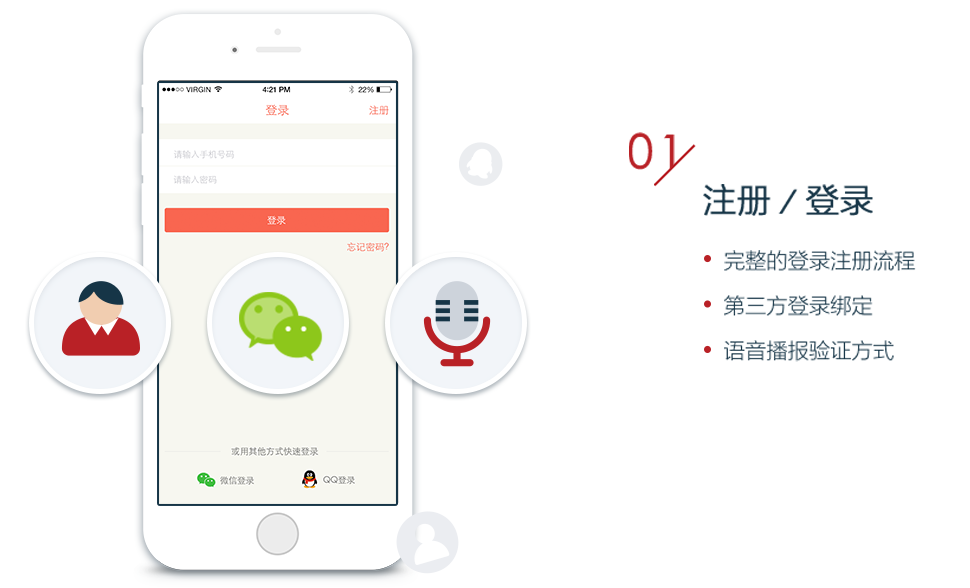 VIRGIN 4:21 PM 22%
登录 注册
请输入手机号码
请输入密码
登录
忘记密码?
或用其他方式快速登录
微信登录 QQ登录
01
注册 / 登录
完整的登录注册流程
第三方登录绑定
语音播报验证方式